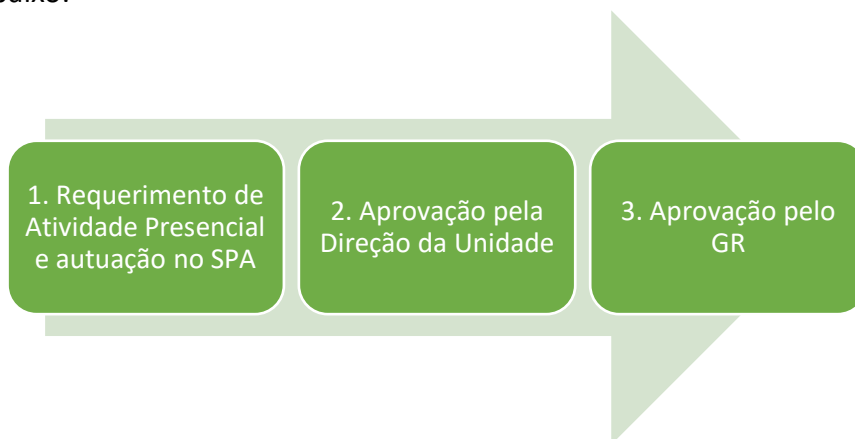 1. Requerimento de
Atividade Presencial
e autuação no SPA
2. Aprovação pela
Direção da Unidade
3. Aprovação pelo
GR